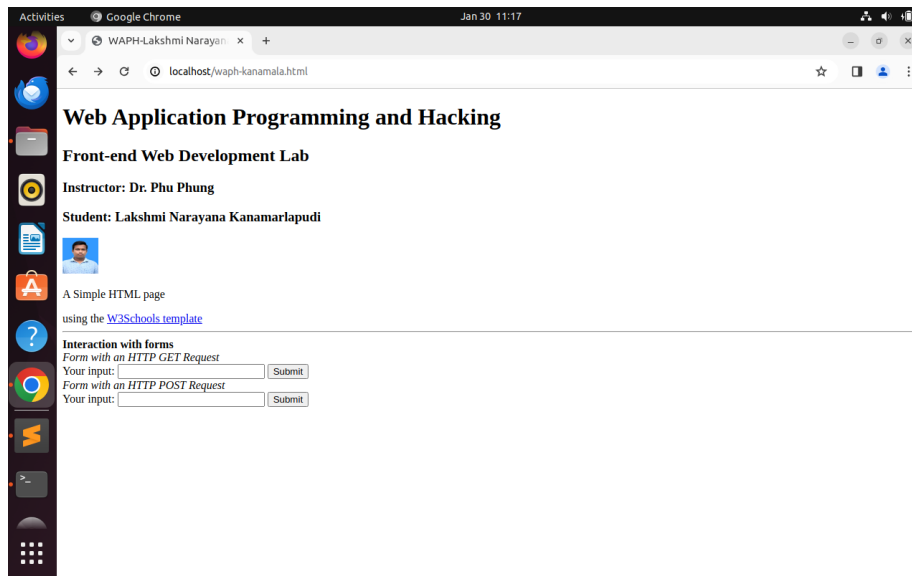 Activities Google Chrome Jan 30 11:17
WAPH-Lakshmi Narayan
localhost/waph-kanamala.html
Web Application Programming and Hacking
Front-end Web Development Lab
Instructor: Dr. Phu Phung
Student: Lakshmi Narayana Kanamarlapudi
A Simple HTML page
using the W3Schools template
Interaction with forms
Form with an HTTP GET Request
Your input: Submit
Form with an HTTP POST Request
Your input: Submit